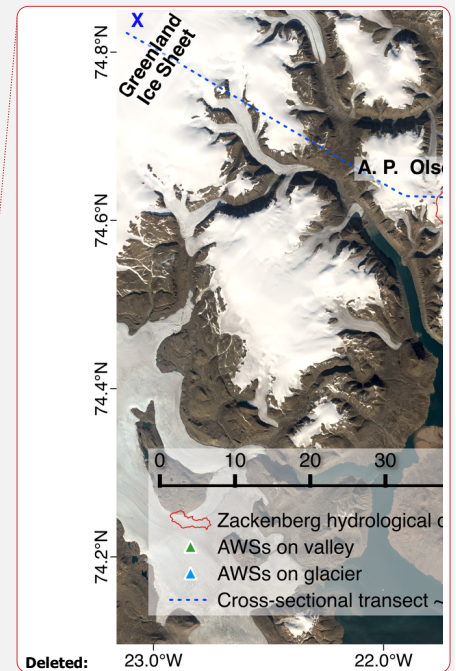 X
74.8°N
Greenland
Ice Sheet
A. P. Ols
74.6°N
74.4°N
0 10 20 30
Zackenberg hydrological
AWSs on valley
AWSs on glacier
74.2°N
Cross-sectional transect ~
Deleted: 23.0°W 22.0°W